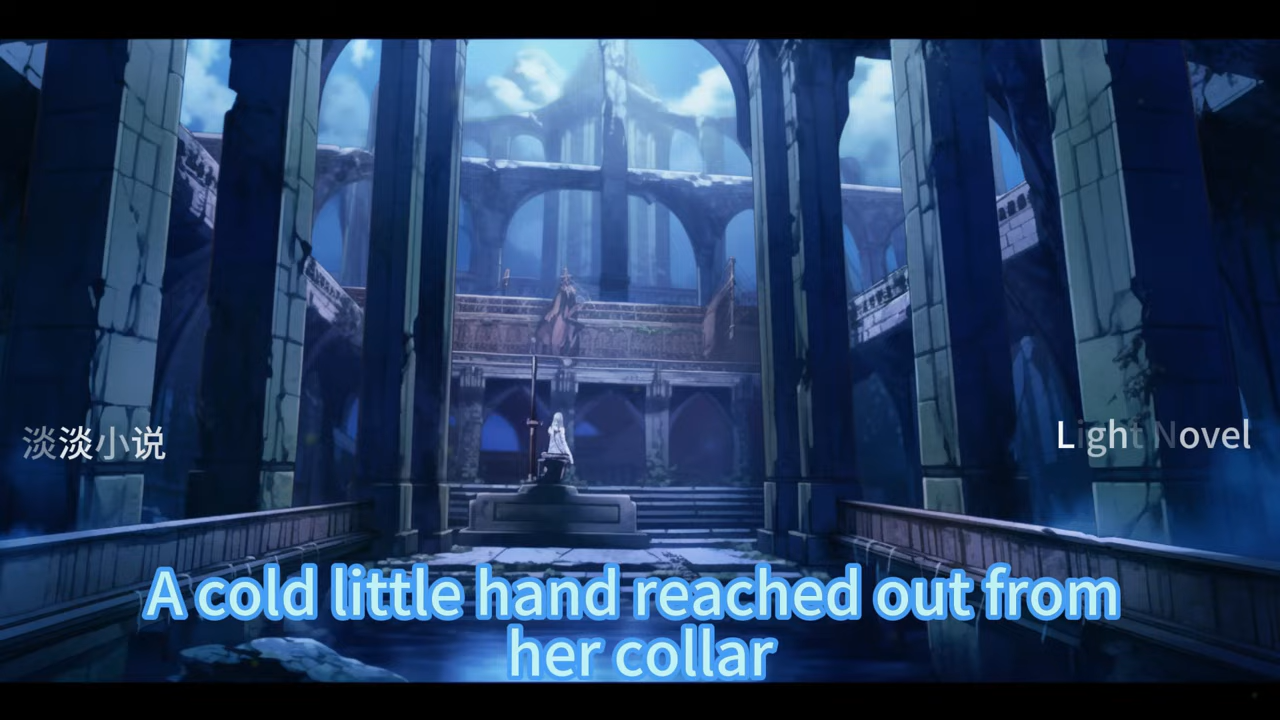 淡淡小说
Light Novel
A cold little hand reached out from
her collar